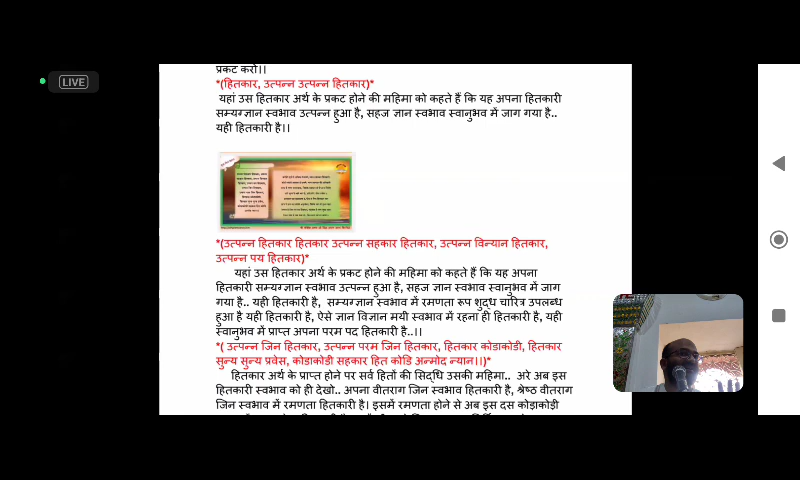 LIVE
प्रकट करो।।
*(हितकार, उत्पन्न उत्पन्न हितकार)*
यहां उस हितकार अर्थ के प्रकट होने की महिमा को कहते हैं कि यह अपना हितकारी
सम्यग्ज्ञान स्वभाव उत्पन्न हुआ है, सहज ज्ञान स्वभाव स्वानुभव में जाग गया है..
यही हितकारी है।।
*(उत्पन्न हितकार हितकार उत्पन्न सहकार हितकार, उत्पन्न विन्यान हितकार,
उत्पन्न पय हितकार)*
यहां उस हितकार अर्थ के प्रकट होने की महिमा को कहते हैं कि यह अपना
हितकारी सम्यग्ज्ञान स्वभाव उत्पन्न हुआ है, सहज ज्ञान स्वभाव स्वानुभव में जाग
गया है.. यही हितकारी है, सम्यग्ज्ञान स्वभाव में रमणता रूप शुद्ध चारित्र उपलब्ध
हुआ है यही हितकारी है, ऐसे ज्ञान विज्ञान मयी स्वभाव में रहना ही हितकारी है, यही
स्वानुभव में प्राप्त अपना परम पद हितकारी है..।।
*( उत्पन्न जिन हितकार, उत्पन्न परम जिन हितकार, हितकार कोडाकोडी, हितकार
सुन्य सुन्य प्रवेस, कोडाकोडी सहकार हित कोडि अन्मोद न्यान।।)*
हितकार अर्थ के प्राप्त होने पर सर्व हितों की सिद्धि उसकी महिमा.. अरे अब इस
हितकारी स्वभाव को ही देखो.. अपना वीतराग जिन स्वभाव हितकारी है, श्रेष्ठ वीतराग
जिन स्वभाव में रमणता हितकारी है। इसमें रमणता होने से अब इस दस कोड़ाकोड़ी